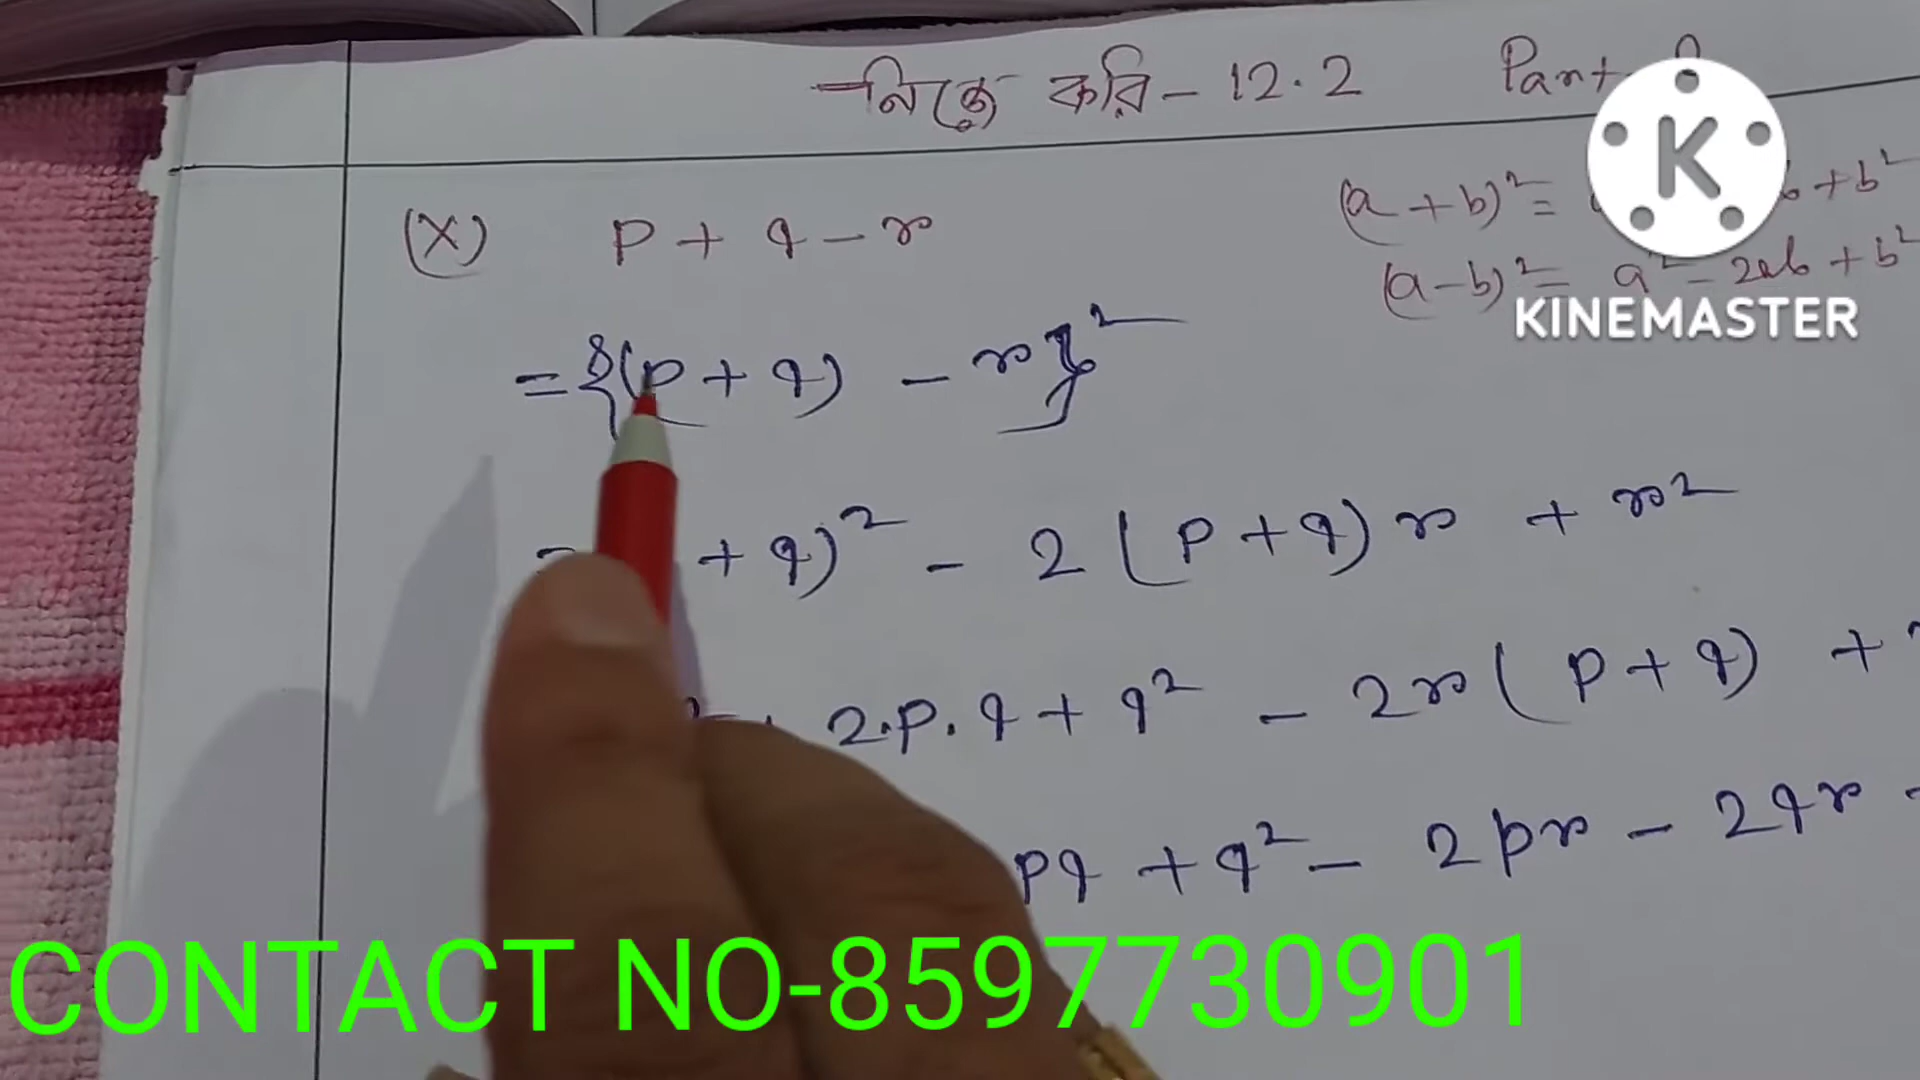 নিজে করি - 12.2 Part
(a+b)² = b + b²
(a-b)² = a² - 2ab + b²
(X) p + q - r
= {(p + q) - r}²
+ q)² - 2 (p + q) r + r²
2.p.q + q² - 2r (p + q) +
pq + q² - 2pr - 2qr
K
KINEMASTER
CONTACT NO-8597730901